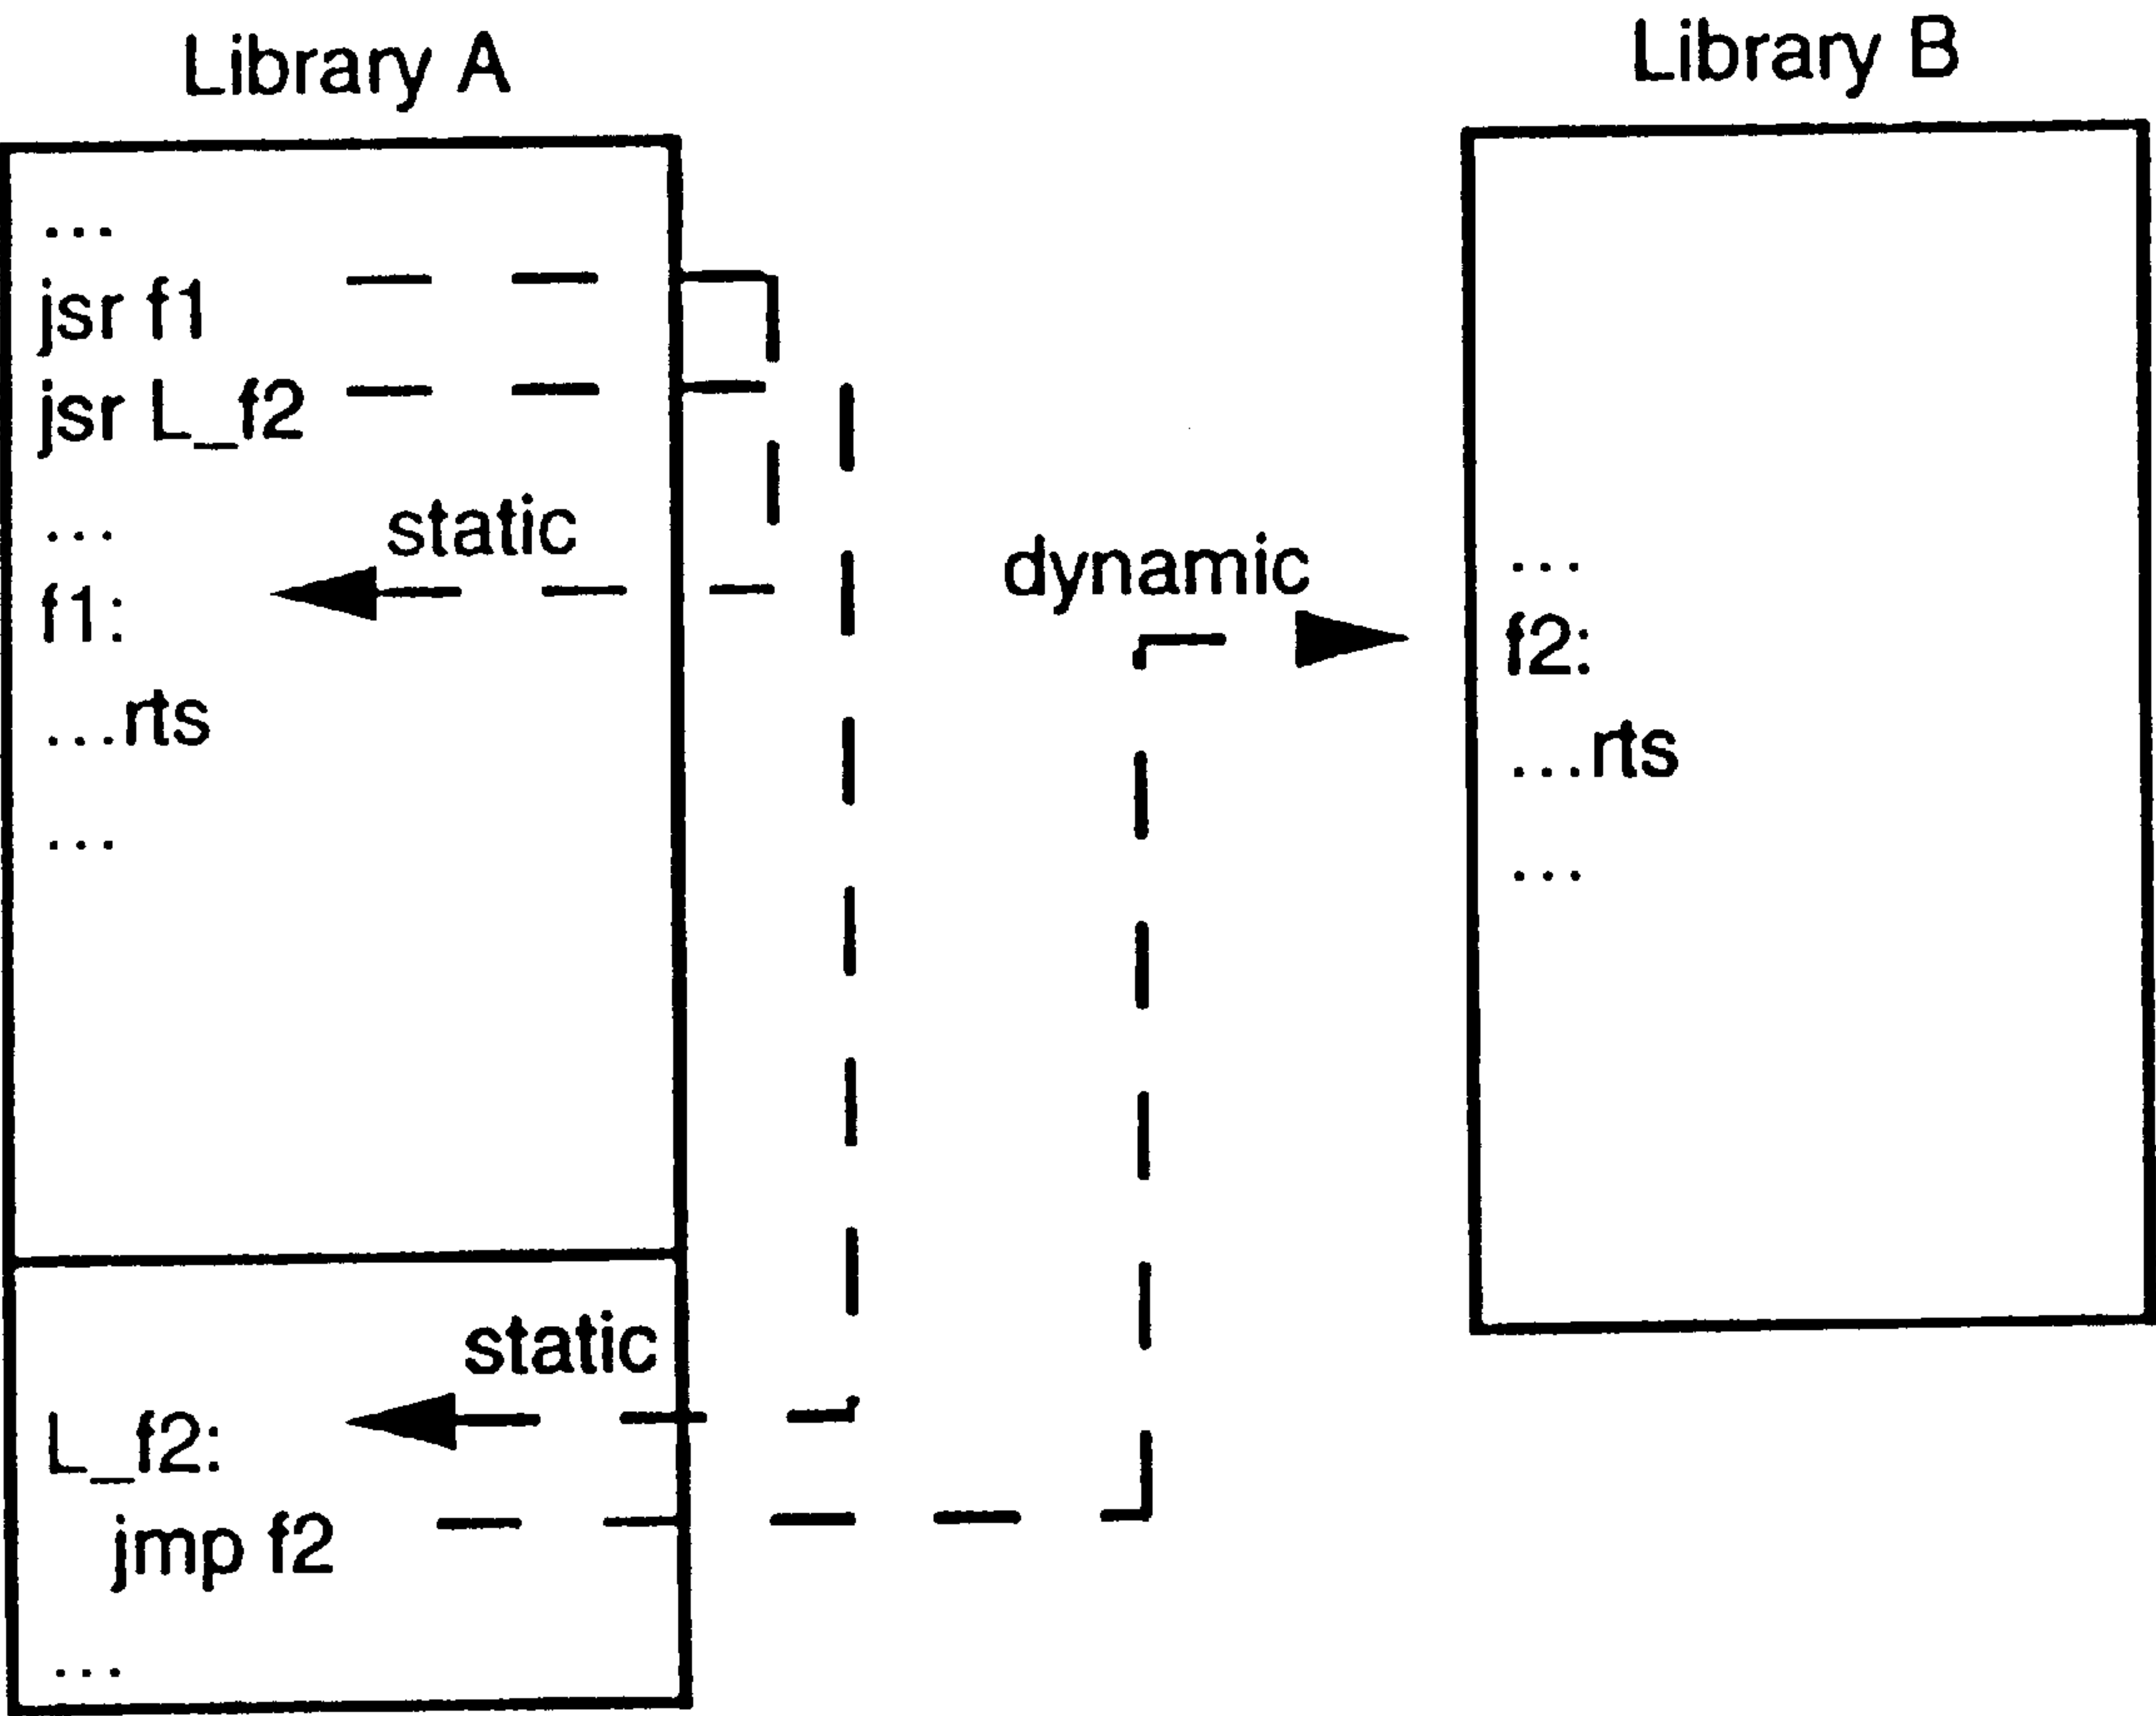 Library A
...
jsr f1
jsr L_f2
...
static
f1:
...rts
...
static
L_f2:
jmp f2
...
dynamic
Library B
...
f2:
...rts
...